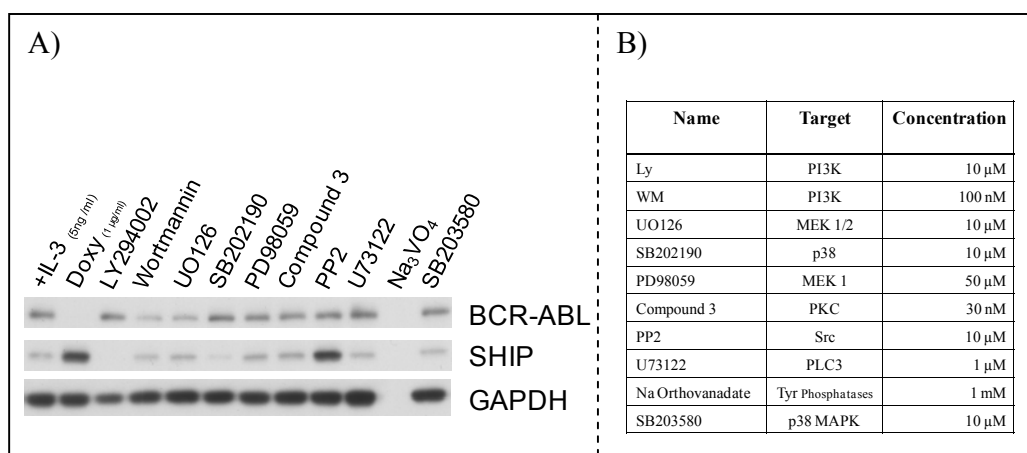 A)
+IL-3 (5ng/ml)
Doxy (1 µg/ml)
LY294002
Wortmannin
UO126
SB202190
PD98059
Compound 3
PP2
U73122
Na3VO4
SB203580
BCR-ABL
SHIP
GAPDH
B)
Name Target Concentration
Ly PI3K 10 µM
WM PI3K 100 nM
UO126 MEK 1/2 10 µM
SB202190 p38 10 µM
PD98059 MEK 1 50 µM
Compound 3 PKC 30 nM
PP2 Src 10 µM
U73122 PLC3 1 µM
Na Orthovanadate Tyr Phosphatases 1 mM
SB203580 p38 MAPK 10 µM